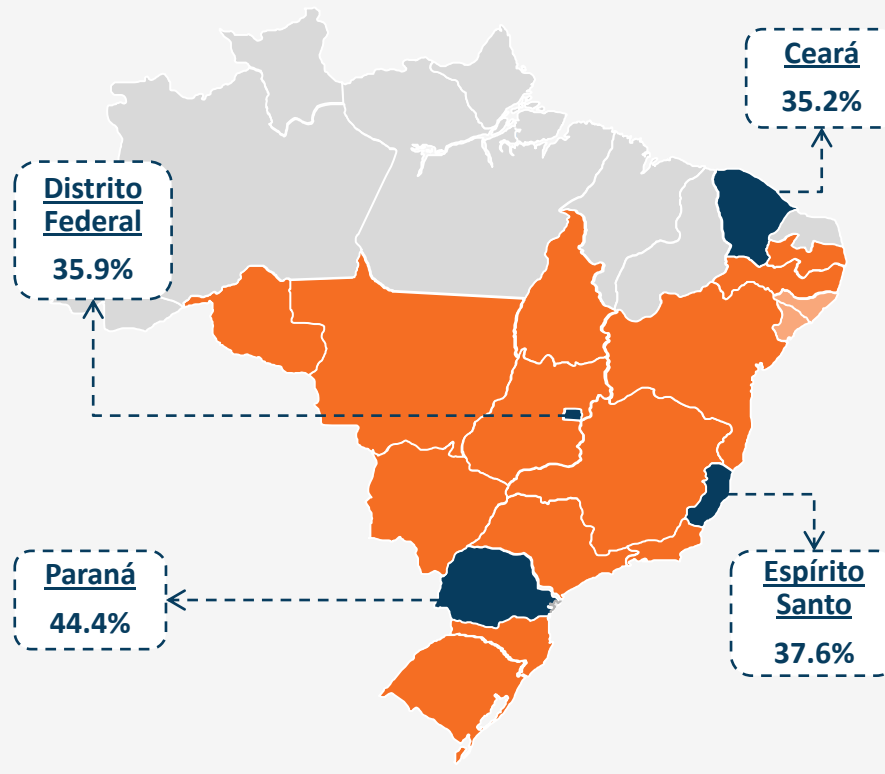 Ceará
35.2%
Distrito
Federal
35.9%
Paraná
44.4%
Espírito
Santo
37.6%